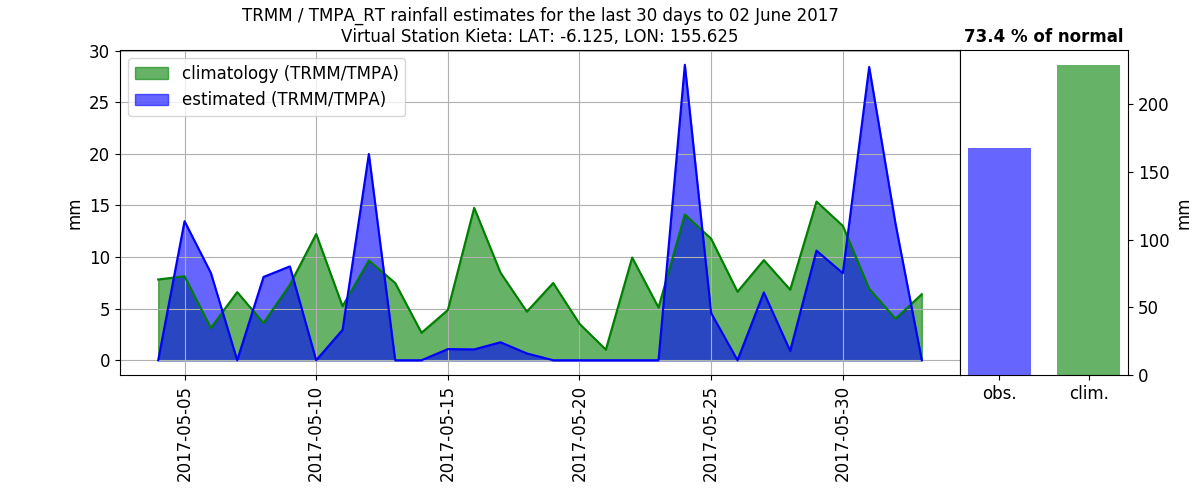 TRMM / TMPA_RT rainfall estimates for the last 30 days to 02 June 2017
Virtual Station Kieta: LAT: -6.125, LON: 155.625
73.4 % of normal
climatology (TRMM/TMPA)
estimated (TRMM/TMPA)
mm
30
25
20
15
10
5
0
2017-05-05
2017-05-10
2017-05-15
2017-05-20
2017-05-25
2017-05-30
200
150
100
50
0
mm
obs.
clim.